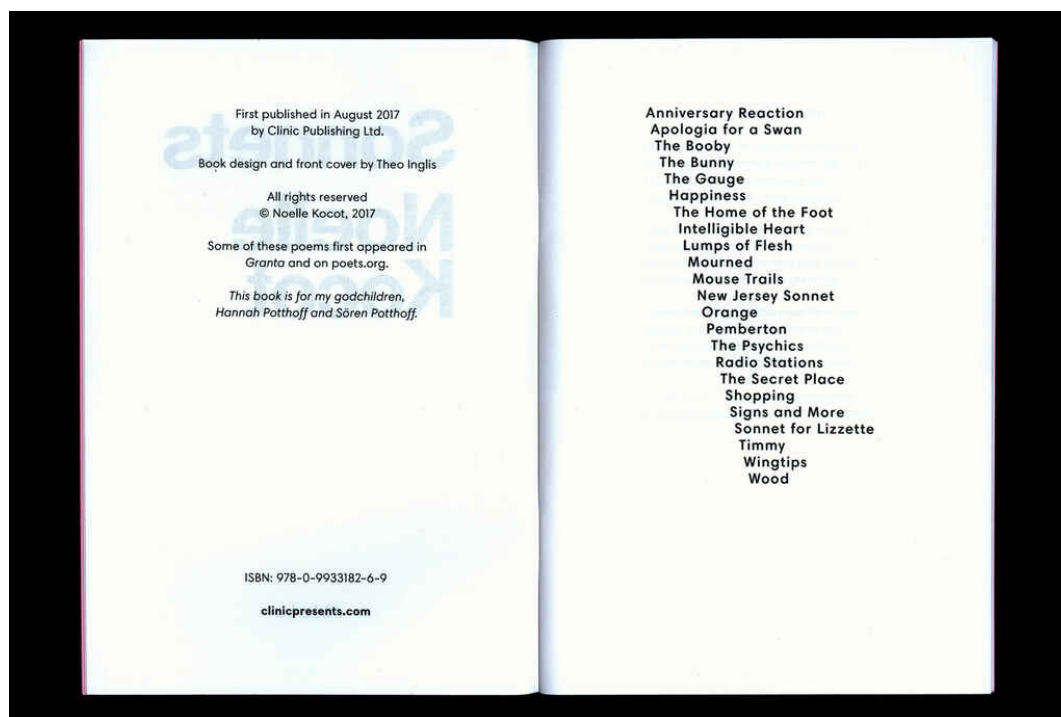 First published in August 2017
by Clinic Publishing Ltd.
Book design and front cover by Theo Inglis
All rights reserved
© Noelle Kocot, 2017
Some of these poems first appeared in
Granta and on poets.org.
This book is for my godchildren,
Hannah Potthoff and Sören Potthoff.
Sonnets
Noelle
Kocot
ISBN: 978-0-9933182-6-9
clinicpresents.com
Anniversary Reaction
Apologia for a Swan
The Booby
The Bunny
The Gauge
Happiness
The Home of the Foot
Intelligible Heart
Lumps of Flesh
Mourned
Mouse Trails
New Jersey Sonnet
Orange
Pemberton
The Psychics
Radio Stations
The Secret Place
Shopping
Signs and More
Sonnet for Lizzette
Timmy
Wingtips
Wood